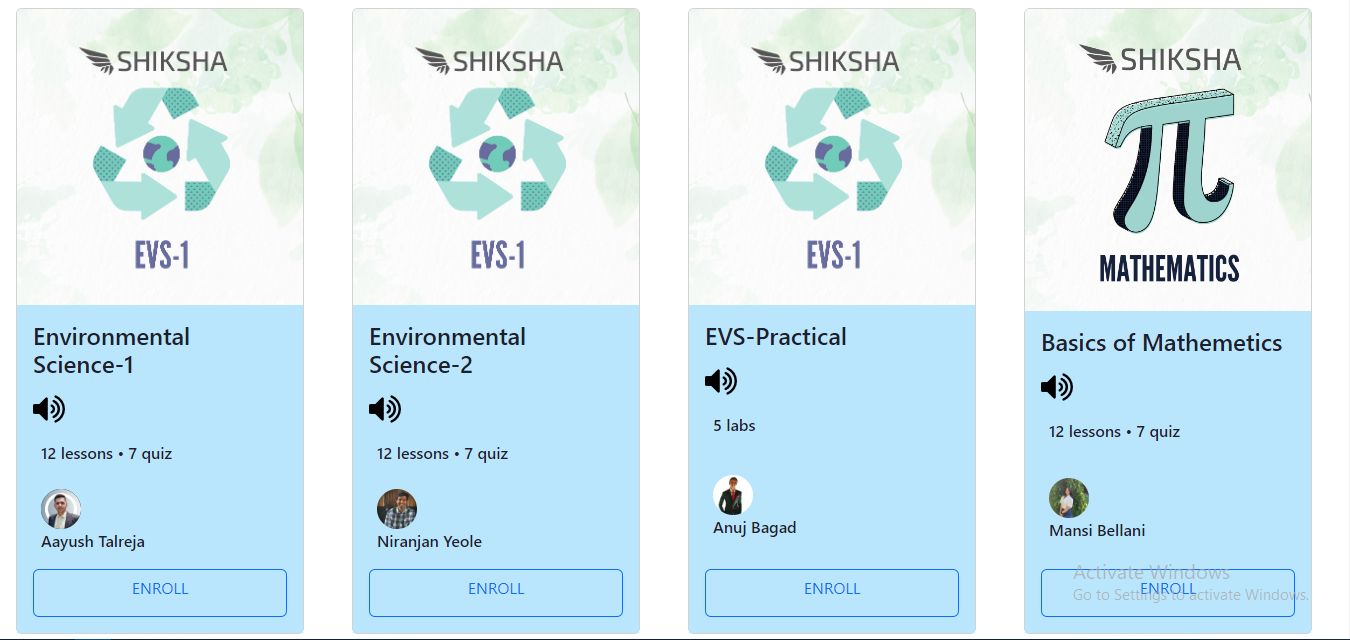 SHIKSHA
EVS-1
Environmental
Science-1
12 lessons • 7 quiz
Aayush Talreja
ENROLL
SHIKSHA
EVS-1
Environmental
Science-2
12 lessons • 7 quiz
Niranjan Yeole
ENROLL
SHIKSHA
EVS-1
EVS-Practical
5 labs
Anuj Bagad
ENROLL
SHIKSHA
MATHEMATICS
Basics of Mathemetics
12 lessons • 7 quiz
Mansi Bellani
ENROLL
Activate Windows
Go to Settings to activate Windows.